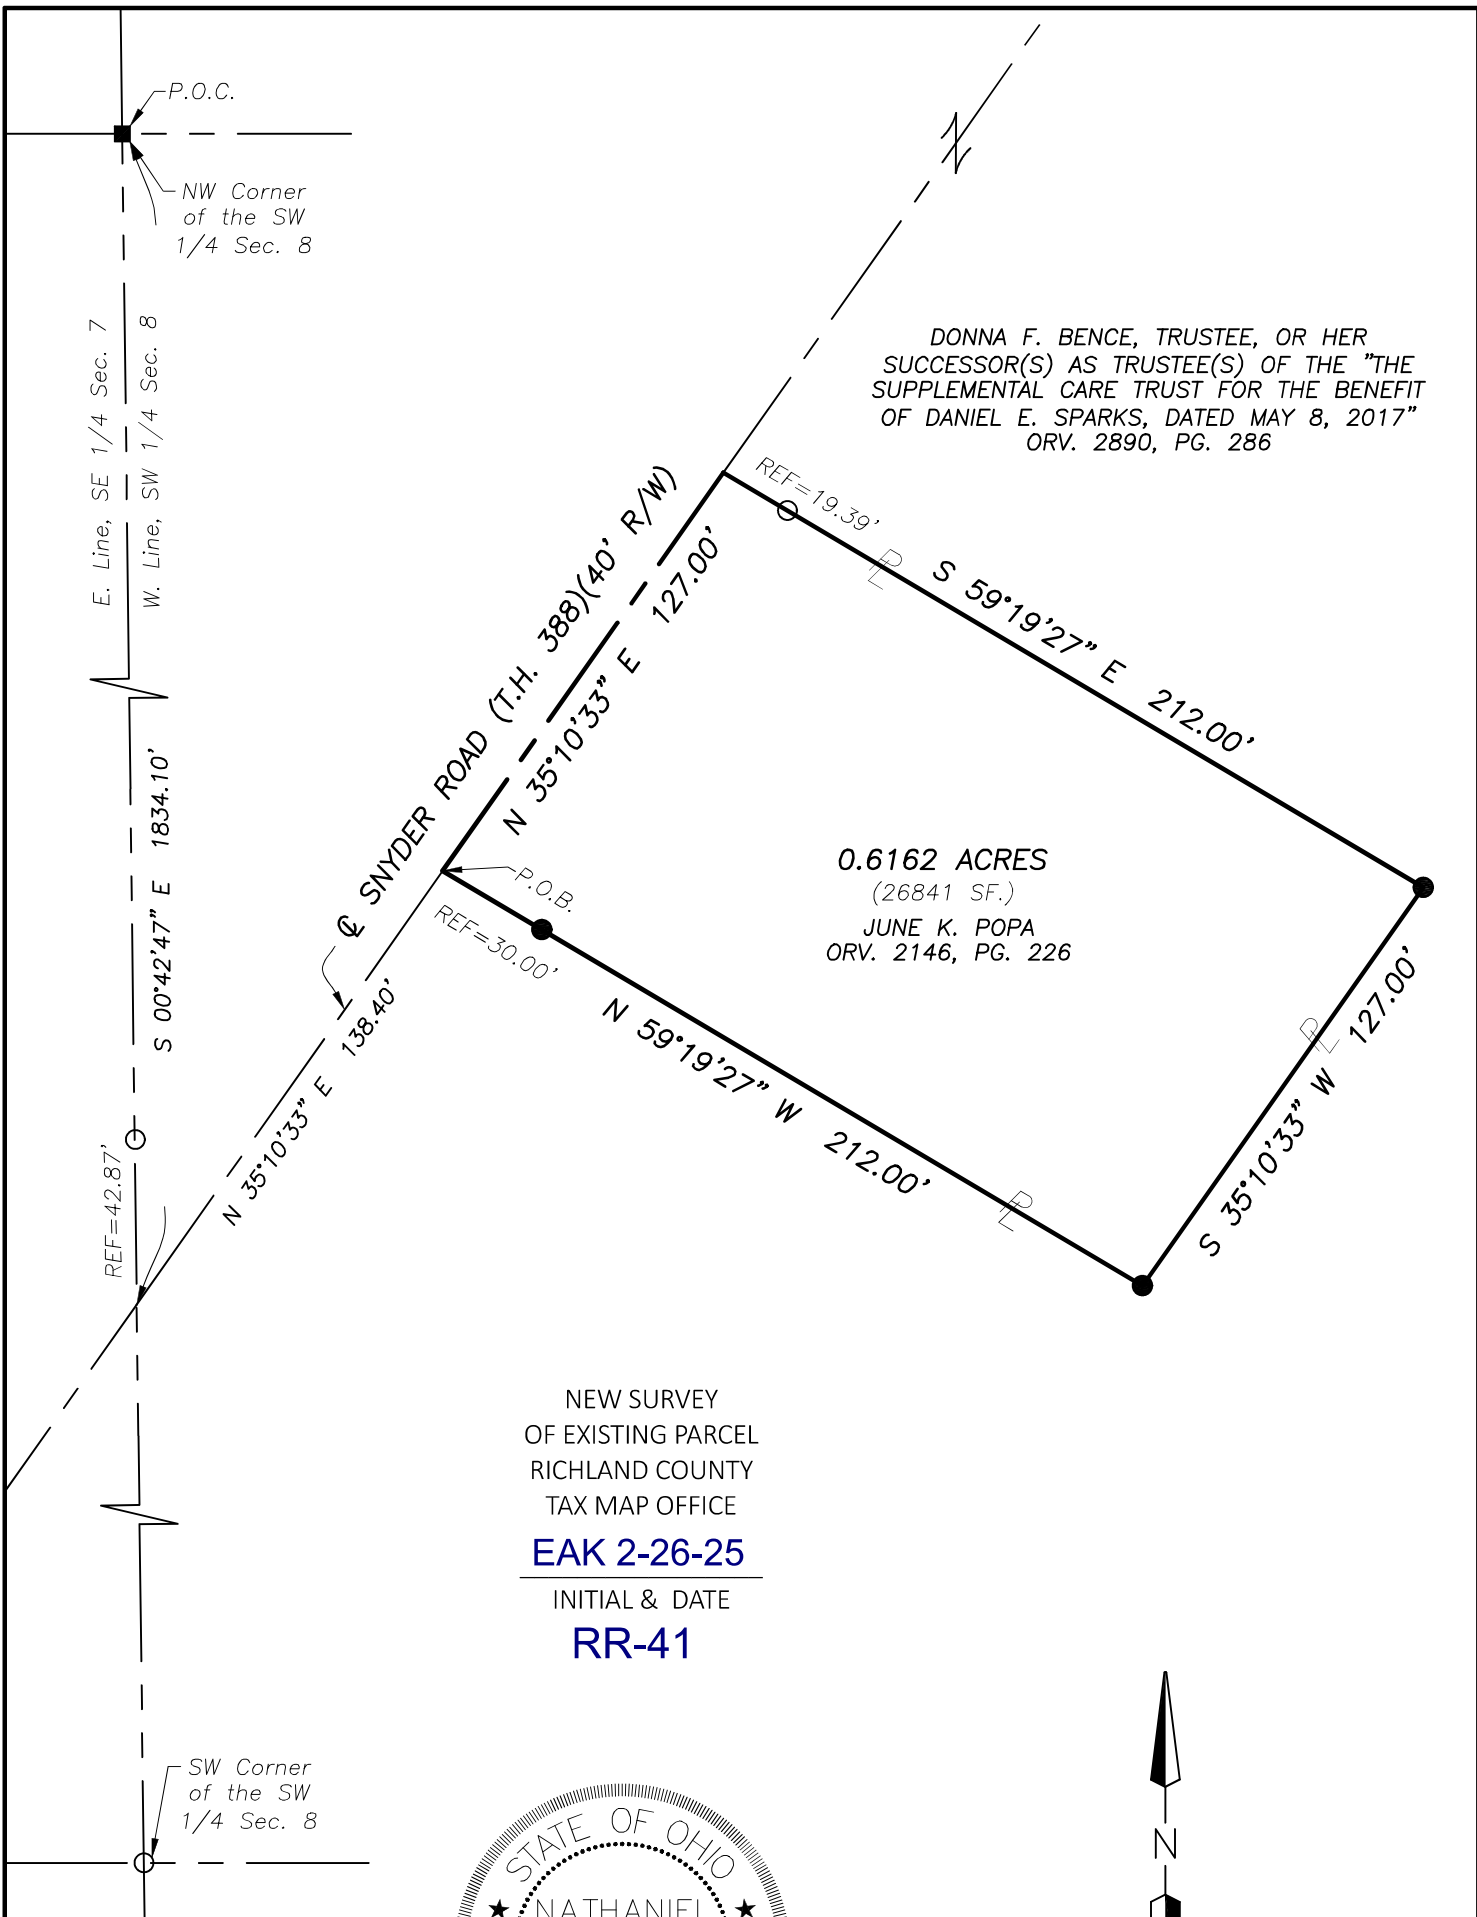 P.O.C.
NW Corner
of the SW
1/4 Sec. 8
E. Line, SE 1/4 Sec. 7
W. Line, SW 1/4 Sec. 8
DONNA F. BENCE, TRUSTEE, OR HER
SUCCESSOR(S) AS TRUSTEE(S) OF THE "THE
SUPPLEMENTAL CARE TRUST FOR THE BENEFIT
OF DANIEL E. SPARKS, DATED MAY 8, 2017"
ORV. 2890, PG. 286
REF=19.39'
PL
S 59°19'27" E 212.00'
℄ SNYDER ROAD (T.H. 388)(40' R/W)
N 35°10'33" E 127.00'
S 00°42'47" E 1834.10'
P.O.B.
REF=30.00'
0.6162 ACRES
(26841 SF.)
JUNE K. POPA
ORV. 2146, PG. 226
N 59°19'27" W 212.00'
PL
S 35°10'33" W 127.00'
PL
N 35°10'33" E 138.40'
REF=42.87'
NEW SURVEY
OF EXISTING PARCEL
RICHLAND COUNTY
TAX MAP OFFICE
EAK 2-26-25
INITIAL & DATE
RR-41
SW Corner
of the SW
1/4 Sec. 8
STATE OF OHIO
NATHANIEL
N